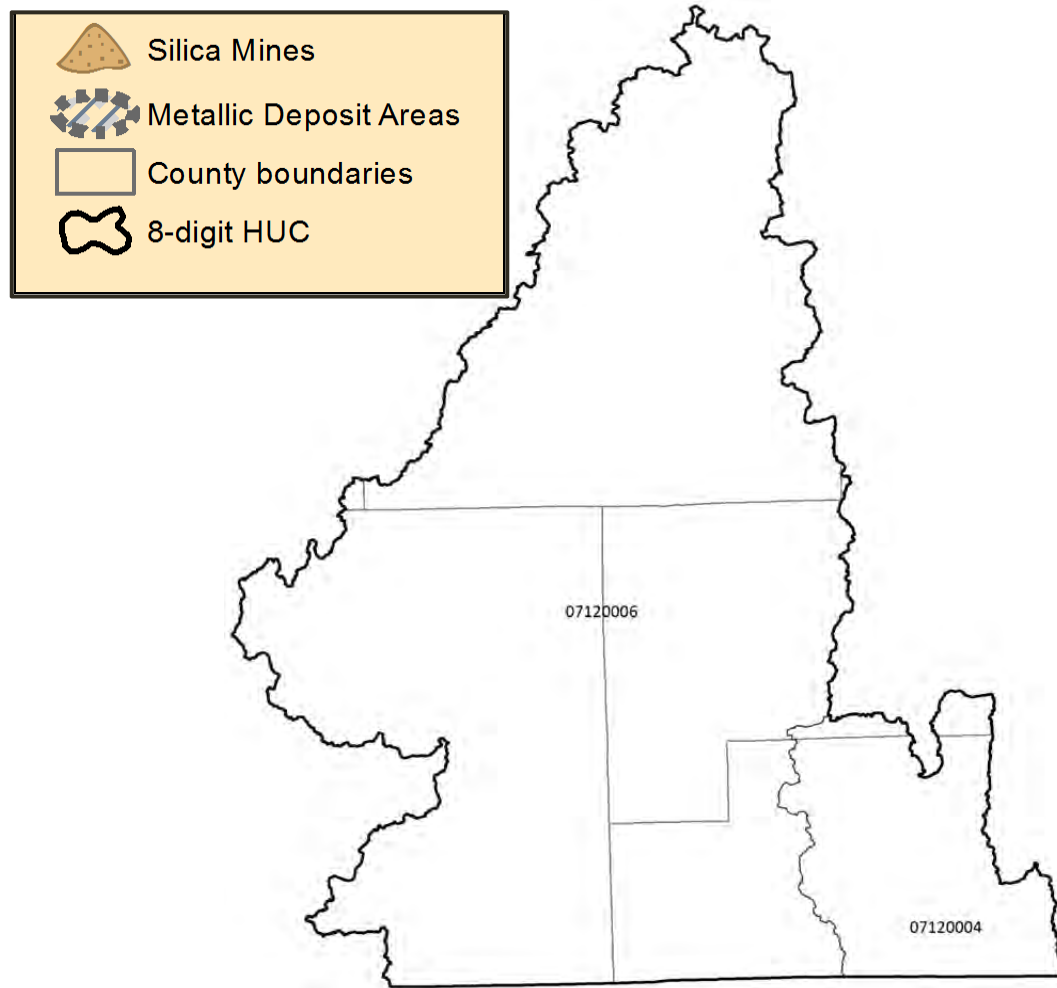 Silica Mines
Metallic Deposit Areas
County boundaries
8-digit HUC
07120006
07120004